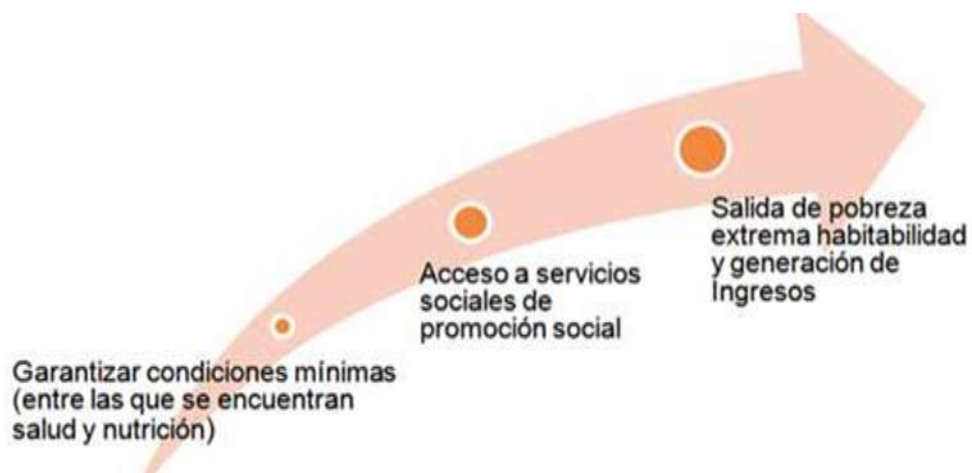 Garantizar condiciones mínimas
(entre las que se encuentran
salud y nutrición)
Acceso a servicios
sociales de
promoción social
Salida de pobreza
extrema habitabilidad
y generación de
Ingresos